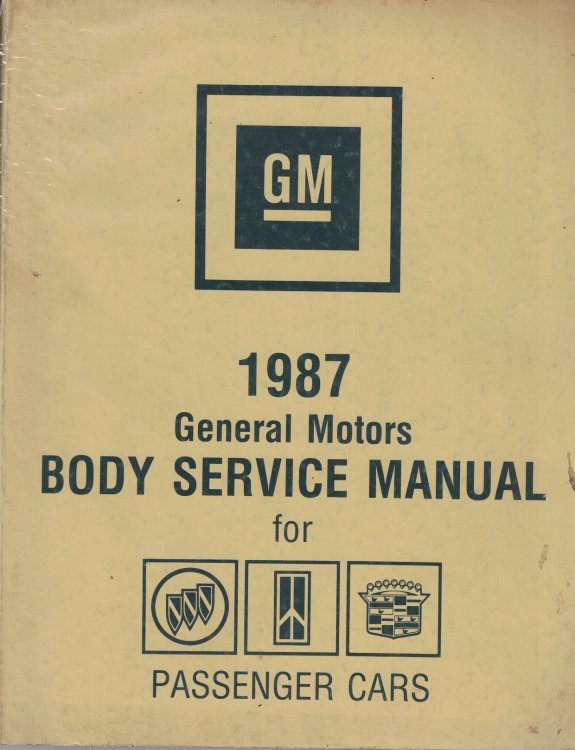 GM
1987
General Motors
BODY SERVICE MANUAL
for
PASSENGER CARS